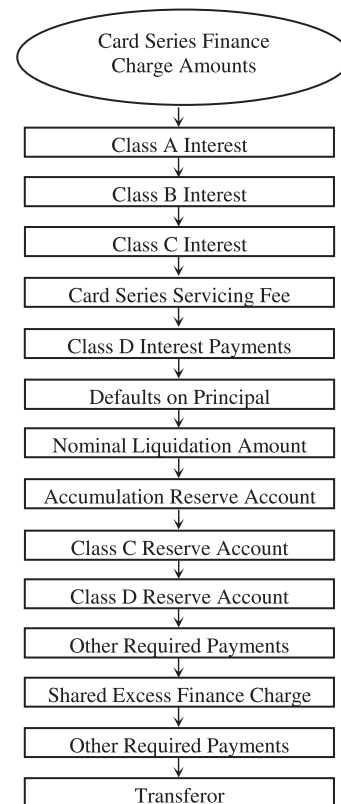 Card Series Finance
Charge Amounts
Class A Interest
Class B Interest
Class C Interest
Card Series Servicing Fee
Class D Interest Payments
Defaults on Principal
Nominal Liquidation Amount
Accumulation Reserve Account
Class C Reserve Account
Class D Reserve Account
Other Required Payments
Shared Excess Finance Charge
Other Required Payments
Transferor